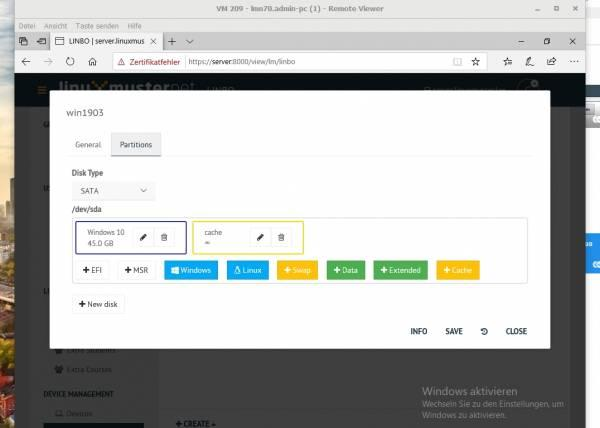 VM 209 - lmn70.admin-pc (1) - Remote Viewer
Datei Ansicht Taste senden Hilfe
LINBO | server.linuxmus
Zertifikatfehler https://server:8000/view/lm/linbo
linuxmuster.net LINBO
win1903
General Partitions
Disk Type
SATA
/dev/sda
Windows 10
45.0 GB
cache
∞
EFI MSR Windows Linux Swap Data Extended Cache
New disk
INFO SAVE CLOSE
Extra Students
Extra Courses
DEVICE MANAGEMENT
Devices
CREATE
Windows aktivieren
Wechseln Sie zu den Einstellungen, um
Windows zu aktivieren.